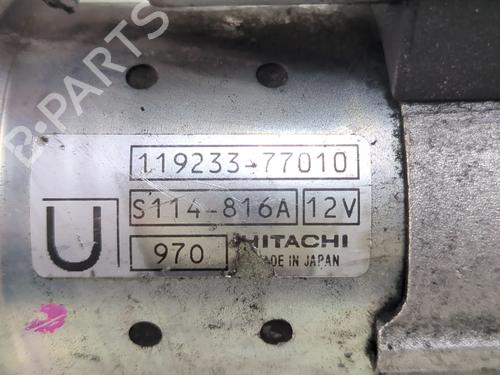 B-PARTS
119233-77010
S114-816A 12V
U 970 HITACHI
MADE IN JAPAN